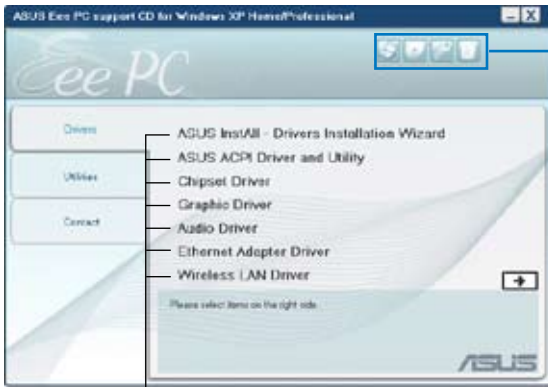 ASUS Eee PC support CD for Windows XP Home/Professional
Eee PC
Drivers
Utilities
Contact
ASUS InstAll - Drivers Installation Wizard
ASUS ACPI Driver and Utility
Chipset Driver
Graphic Driver
Audio Driver
Ethernet Adapter Driver
Wireless LAN Driver
Please select items on the right side.
ASUS